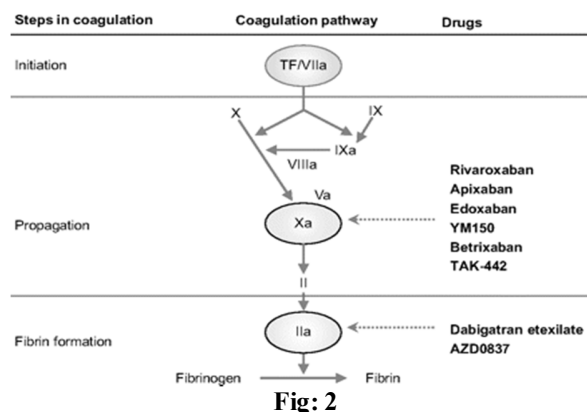 Steps in coagulation Coagulation pathway Drugs
Initiation
TF/VIIa
X
IX
IXa
VIIIa
Va
Propagation
Xa
II
Rivaroxaban
Apixaban
Edoxaban
YM150
Betrixaban
TAK-442
Fibrin formation
IIa
Dabigatran etexilate
AZD0837
Fibrinogen
Fibrin
Fig: 2